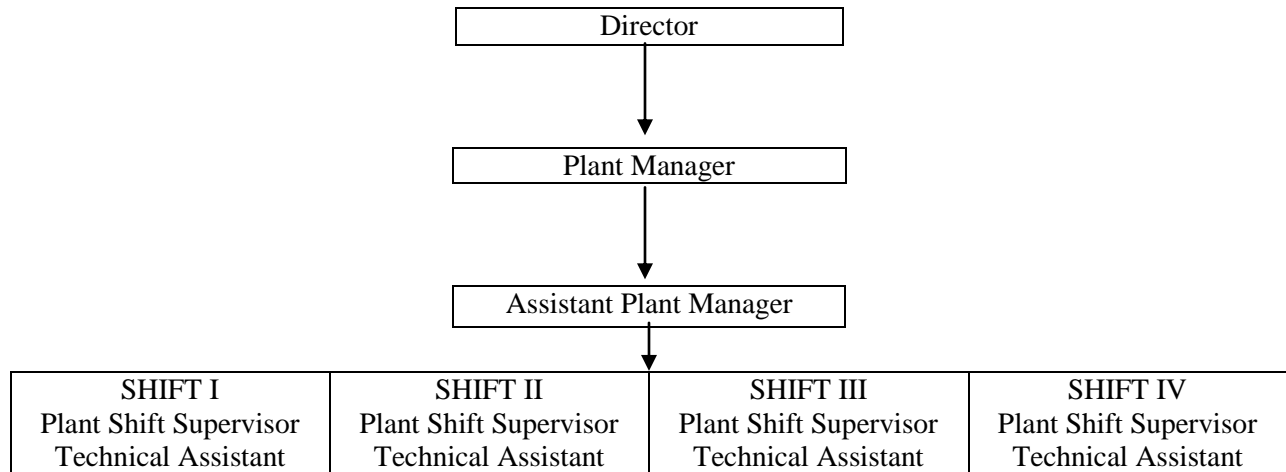 Director
Plant Manager
Assistant Plant Manager
SHIFT I
Plant Shift Supervisor
Technical Assistant
SHIFT II
Plant Shift Supervisor
Technical Assistant
SHIFT III
Plant Shift Supervisor
Technical Assistant
SHIFT IV
Plant Shift Supervisor
Technical Assistant